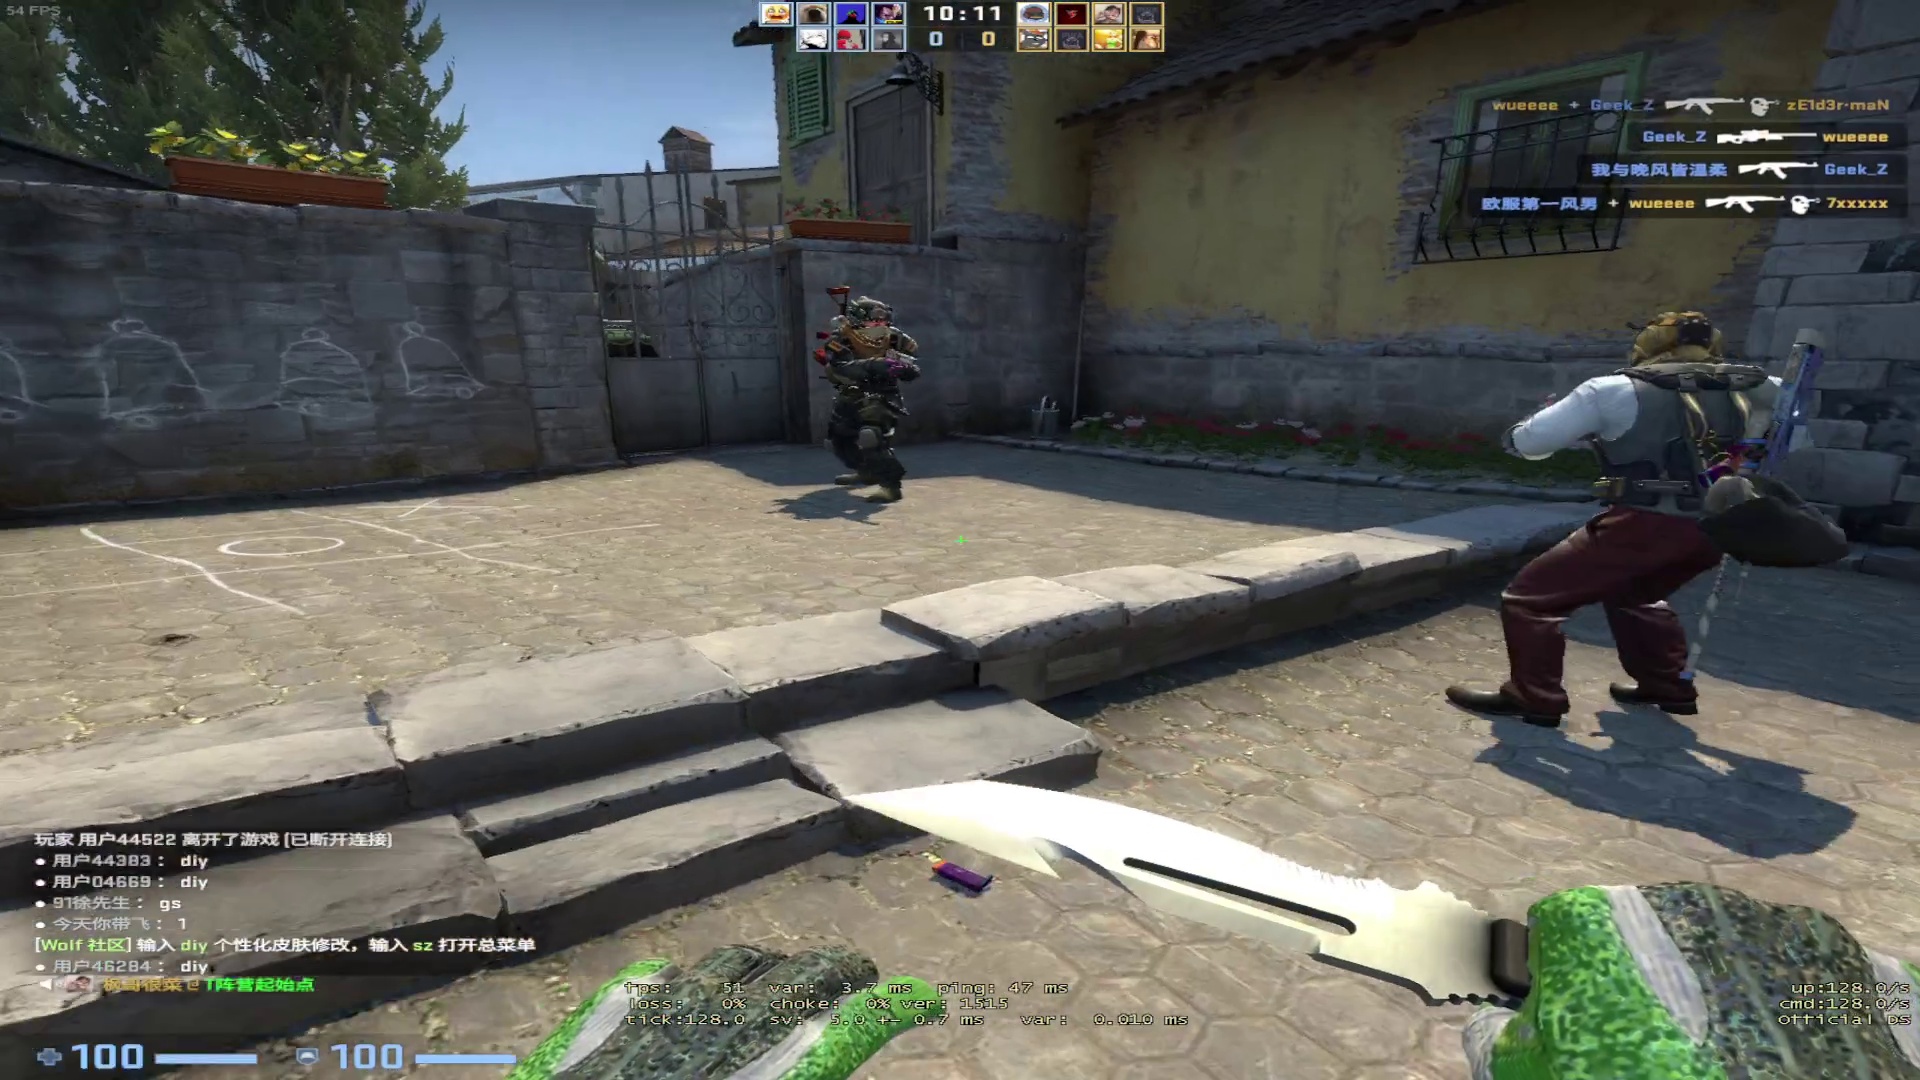 54 FPS
10:11
0 0
wueeee + Geek_Z zE1d3r-maN
Geek_Z wueeee
我与晚风皆温柔 Geek_Z
欧服第一风男 + wueeee 7xxxxx
玩家 用户44522 离开了游戏 [已断开连接]
● 用户44383： diy
● 用户04669： diy
● 91徐先生： gs
● 今天你带飞： 1
[Wolf 社区] 输入 diy 个性化皮肤修改，输入 sz 打开总菜单
● 用户46284： diy
枫哥很菜 @ T阵营起始点
fps: 51 var: 3.7 ms ping: 47 ms
loss: 0% choke: 0% ver: 1515
tick:128.0 sv: 5.0 +- 0.7 ms var: 0.010 ms
up:128.0/s
cmd:128.0/s
official DS
100 100